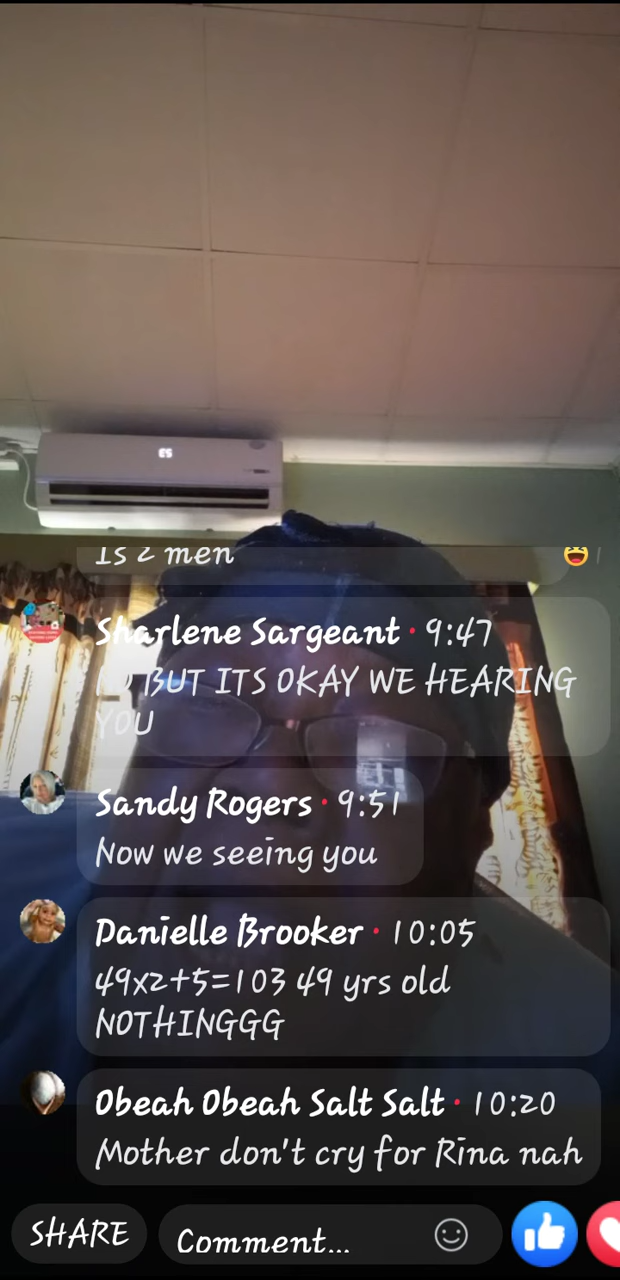 Is 2 men
Sharlene Sargeant · 9:47
NO BUT ITS OKAY WE HEARING
YOU
Sandy Rogers · 9:51
Now we seeing you
Danielle Brooker · 10:05
49x2+5=103 49 yrs old
NOTHINGGG
Obeah Obeah Salt Salt · 10:20
Mother don't cry for Rina nah
SHARE
Comment...